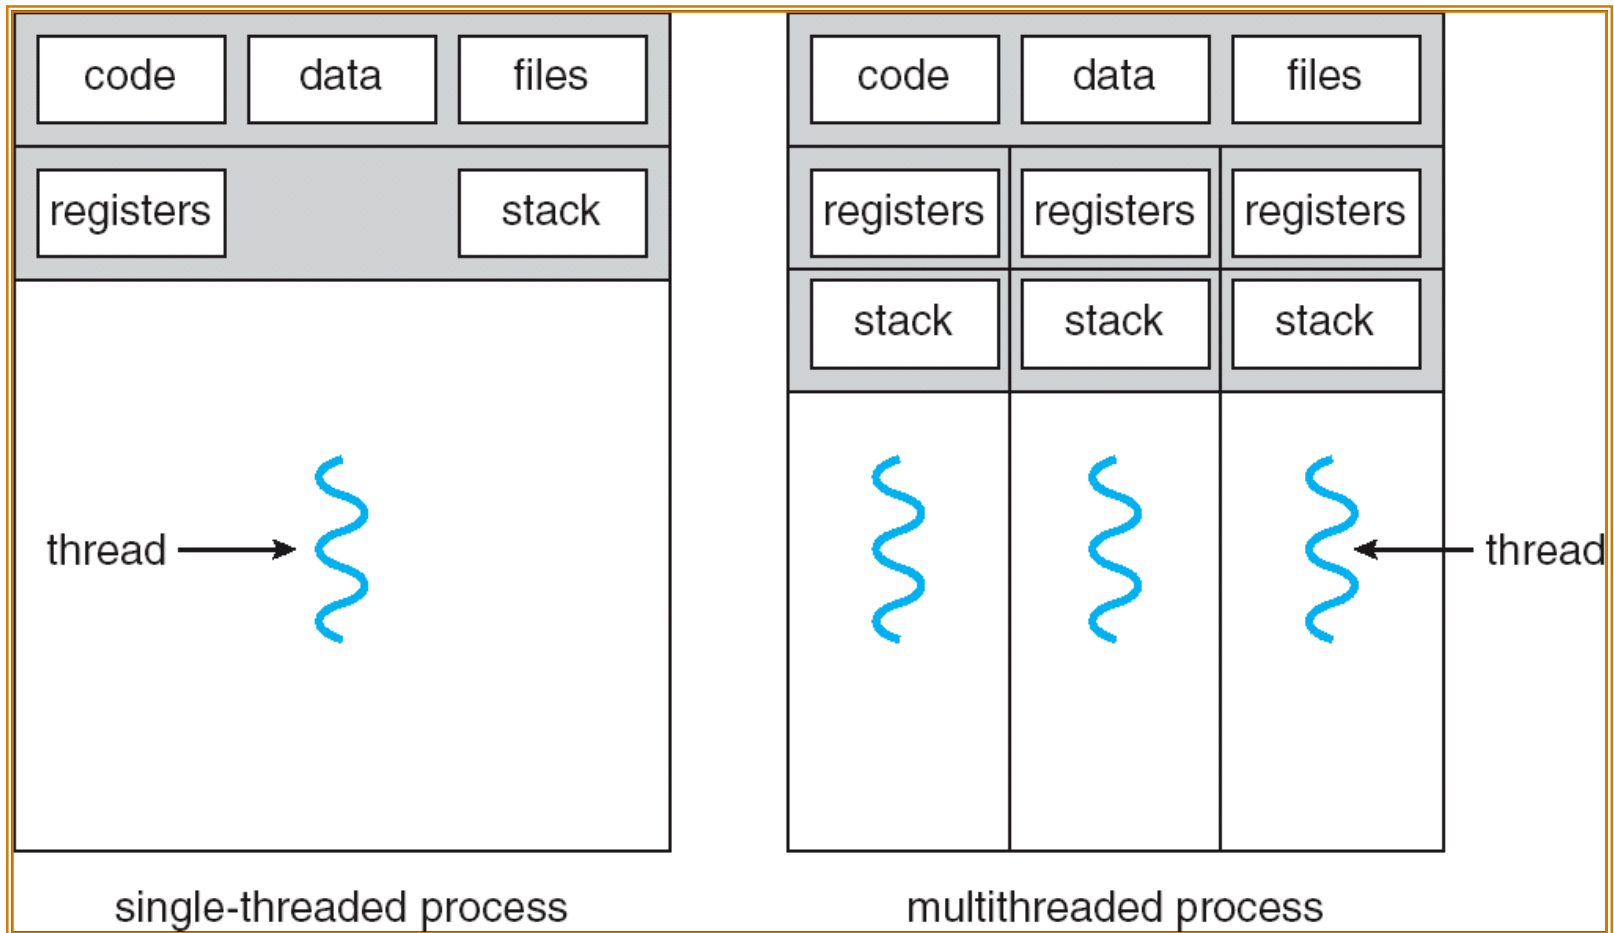 code data files
registers stack
thread
single-threaded process
code data files
registers registers registers
stack stack stack
thread
multithreaded process